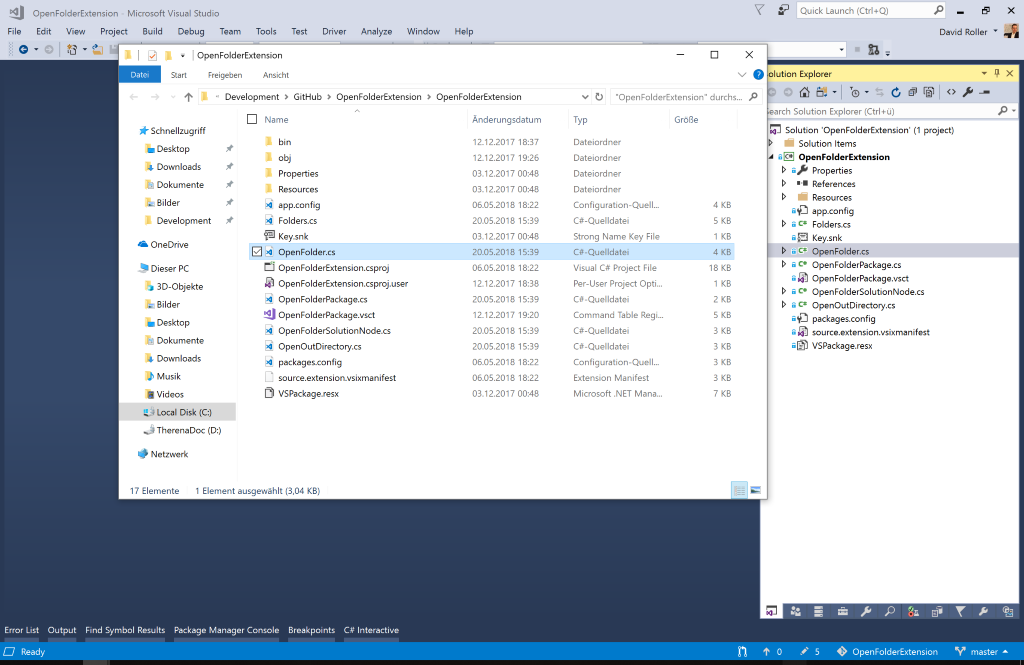 OpenFolderExtension - Microsoft Visual Studio
Quick Launch (Ctrl+Q)
File Edit View Project Build Debug Team Tools Test Driver Analyze Window Help
David Roller
OpenFolderExtension
Datei Start Freigeben Ansicht
Development > GitHub > OpenFolderExtension > OpenFolderExtension
"OpenFolderExtension" durchs...
Name Änderungsdatum Typ Größe
Schnellzugriff
Desktop
Downloads
Dokumente
Bilder
Development
OneDrive
Dieser PC
3D-Objekte
Bilder
Desktop
Dokumente
Downloads
Musik
Videos
Local Disk (C:)
TherenaDoc (D:)
Netzwerk
bin 12.12.2017 18:37 Dateiordner
obj 12.12.2017 19:26 Dateiordner
Properties 03.12.2017 00:48 Dateiordner
Resources 03.12.2017 00:48 Dateiordner
app.config 06.05.2018 18:22 Configuration-Quell... 4 KB
Folders.cs 20.05.2018 15:39 C#-Quelldatei 5 KB
Key.snk 03.12.2017 00:48 Strong Name Key File 1 KB
OpenFolder.cs 20.05.2018 15:39 C#-Quelldatei 4 KB
OpenFolderExtension.csproj 06.05.2018 18:22 Visual C# Project File 18 KB
OpenFolderExtension.csproj.user 12.12.2017 18:38 Per-User Project Opti... 1 KB
OpenFolderPackage.cs 20.05.2018 15:39 C#-Quelldatei 2 KB
OpenFolderPackage.vsct 12.12.2017 19:20 Command Table Regi... 5 KB
OpenFolderSolutionNode.cs 20.05.2018 15:39 C#-Quelldatei 3 KB
OpenOutDirectory.cs 20.05.2018 15:39 C#-Quelldatei 3 KB
packages.config 06.05.2018 18:22 Configuration-Quell... 3 KB
source.extension.vsixmanifest 06.05.2018 18:22 Extension Manifest 3 KB
VSPackage.resx 03.12.2017 00:48 Microsoft .NET Mana... 7 KB
17 Elemente 1 Element ausgewählt (3,04 KB)
olution Explorer
earch Solution Explorer (Ctrl+ü)
Solution 'OpenFolderExtension' (1 project)
Solution Items
OpenFolderExtension
Properties
References
Resources
app.config
Folders.cs
Key.snk
OpenFolder.cs
OpenFolderPackage.cs
OpenFolderPackage.vsct
OpenFolderSolutionNode.cs
OpenOutDirectory.cs
packages.config
source.extension.vsixmanifest
VSPackage.resx
Error List Output Find Symbol Results Package Manager Console Breakpoints C# Interactive
Ready 0 5 OpenFolderExtension master